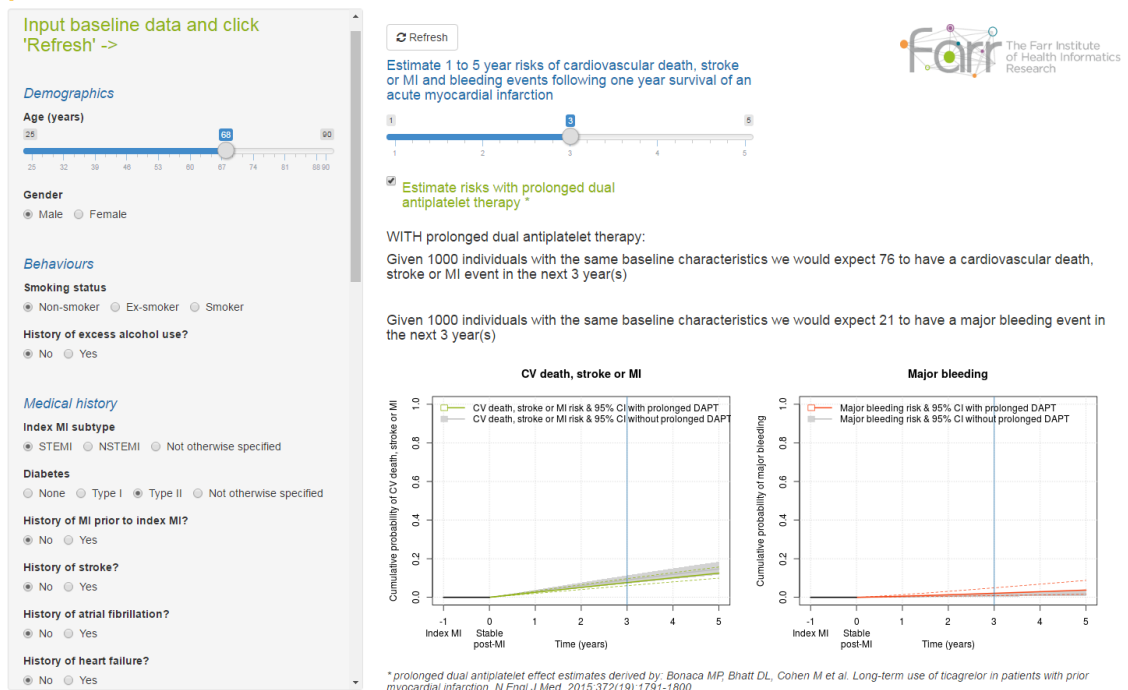 Input baseline data and click
'Refresh' ->
Demographics
Age (years)
25 68 90
25 32 39 46 53 60 67 74 81 88 90
Gender
Male Female
Behaviours
Smoking status
Non-smoker Ex-smoker Smoker
History of excess alcohol use?
No Yes
Medical history
Index MI subtype
STEMI NSTEMI Not otherwise specified
Diabetes
None Type I Type II Not otherwise specified
History of MI prior to index MI?
No Yes
History of stroke?
No Yes
History of atrial fibrillation?
No Yes
History of heart failure?
No Yes
Refresh
Farr
The Farr Institute
of Health Informatics
Research
Estimate 1 to 5 year risks of cardiovascular death, stroke
or MI and bleeding events following one year survival of an
acute myocardial infarction
1 3 5
1 2 3 4 5
Estimate risks with prolonged dual
antiplatelet therapy *
WITH prolonged dual antiplatelet therapy:
Given 1000 individuals with the same baseline characteristics we would expect 76 to have a cardiovascular death,
stroke or MI event in the next 3 year(s)
Given 1000 individuals with the same baseline characteristics we would expect 21 to have a major bleeding event in
the next 3 year(s)
CV death, stroke or MI
CV death, stroke or MI risk & 95% CI with prolonged DAPT
CV death, stroke or MI risk & 95% CI without prolonged DAPT
Cumulative probability of CV death, stroke or MI
1.0
0.8
0.6
0.4
0.2
0.0
-1 0 1 2 3 4 5
Index MI Stable
post-MI Time (years)
Major bleeding
Major bleeding risk & 95% CI with prolonged DAPT
Major bleeding risk & 95% CI without prolonged DAPT
Cumulative probability of major bleeding
1.0
0.8
0.6
0.4
0.2
0.0
-1 0 1 2 3 4 5
Index MI Stable
post-MI Time (years)
* prolonged dual antiplatelet effect estimates derived by: Bonaca MP, Bhatt DL, Cohen M et al. Long-term use of ticagrelor in patients with prior
myocardial infarction. N Engl J Med. 2015;372(19):1791-1800